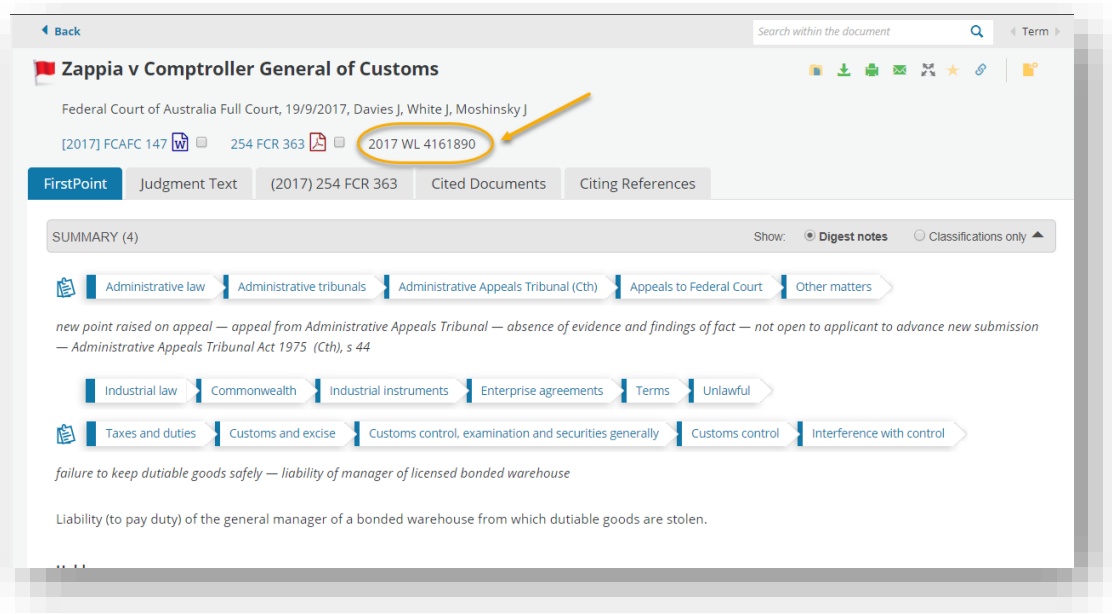 Back
Search within the document
Term
Zappia v Comptroller General of Customs
Federal Court of Australia Full Court, 19/9/2017, Davies J, White J, Moshinsky J
[2017] FCAFC 147 W 254 FCR 363 2017 WL 4161890
FirstPoint Judgment Text (2017) 254 FCR 363 Cited Documents Citing References
SUMMARY (4) Show: Digest notes Classifications only
Administrative law Administrative tribunals Administrative Appeals Tribunal (Cth) Appeals to Federal Court Other matters
new point raised on appeal — appeal from Administrative Appeals Tribunal — absence of evidence and findings of fact — not open to applicant to advance new submission
— Administrative Appeals Tribunal Act 1975 (Cth), s 44
Industrial law Commonwealth Industrial instruments Enterprise agreements Terms Unlawful
Taxes and duties Customs and excise Customs control, examination and securities generally Customs control Interference with control
failure to keep dutiable goods safely — liability of manager of licensed bonded warehouse
Liability (to pay duty) of the general manager of a bonded warehouse from which dutiable goods are stolen.